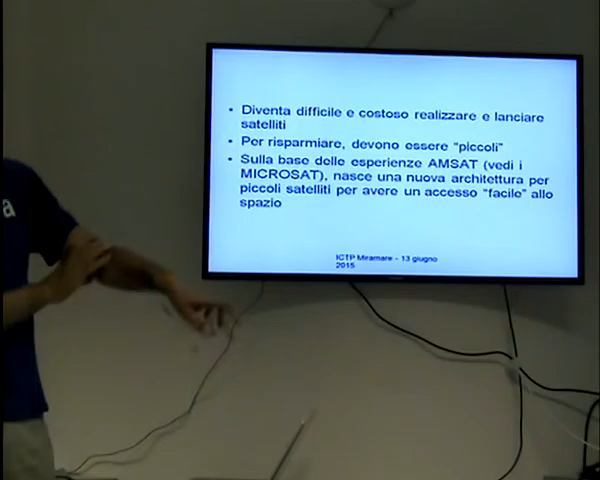 • Diventa difficile e costoso realizzare e lanciare
satelliti
• Per risparmiare, devono essere "piccoli"
• Sulla base delle esperienze AMSAT (vedi i
MICROSAT), nasce una nuova architettura per
piccoli satelliti per avere un accesso "facile" allo
spazio
ICTP Miramare - 13 giugno
2015
a